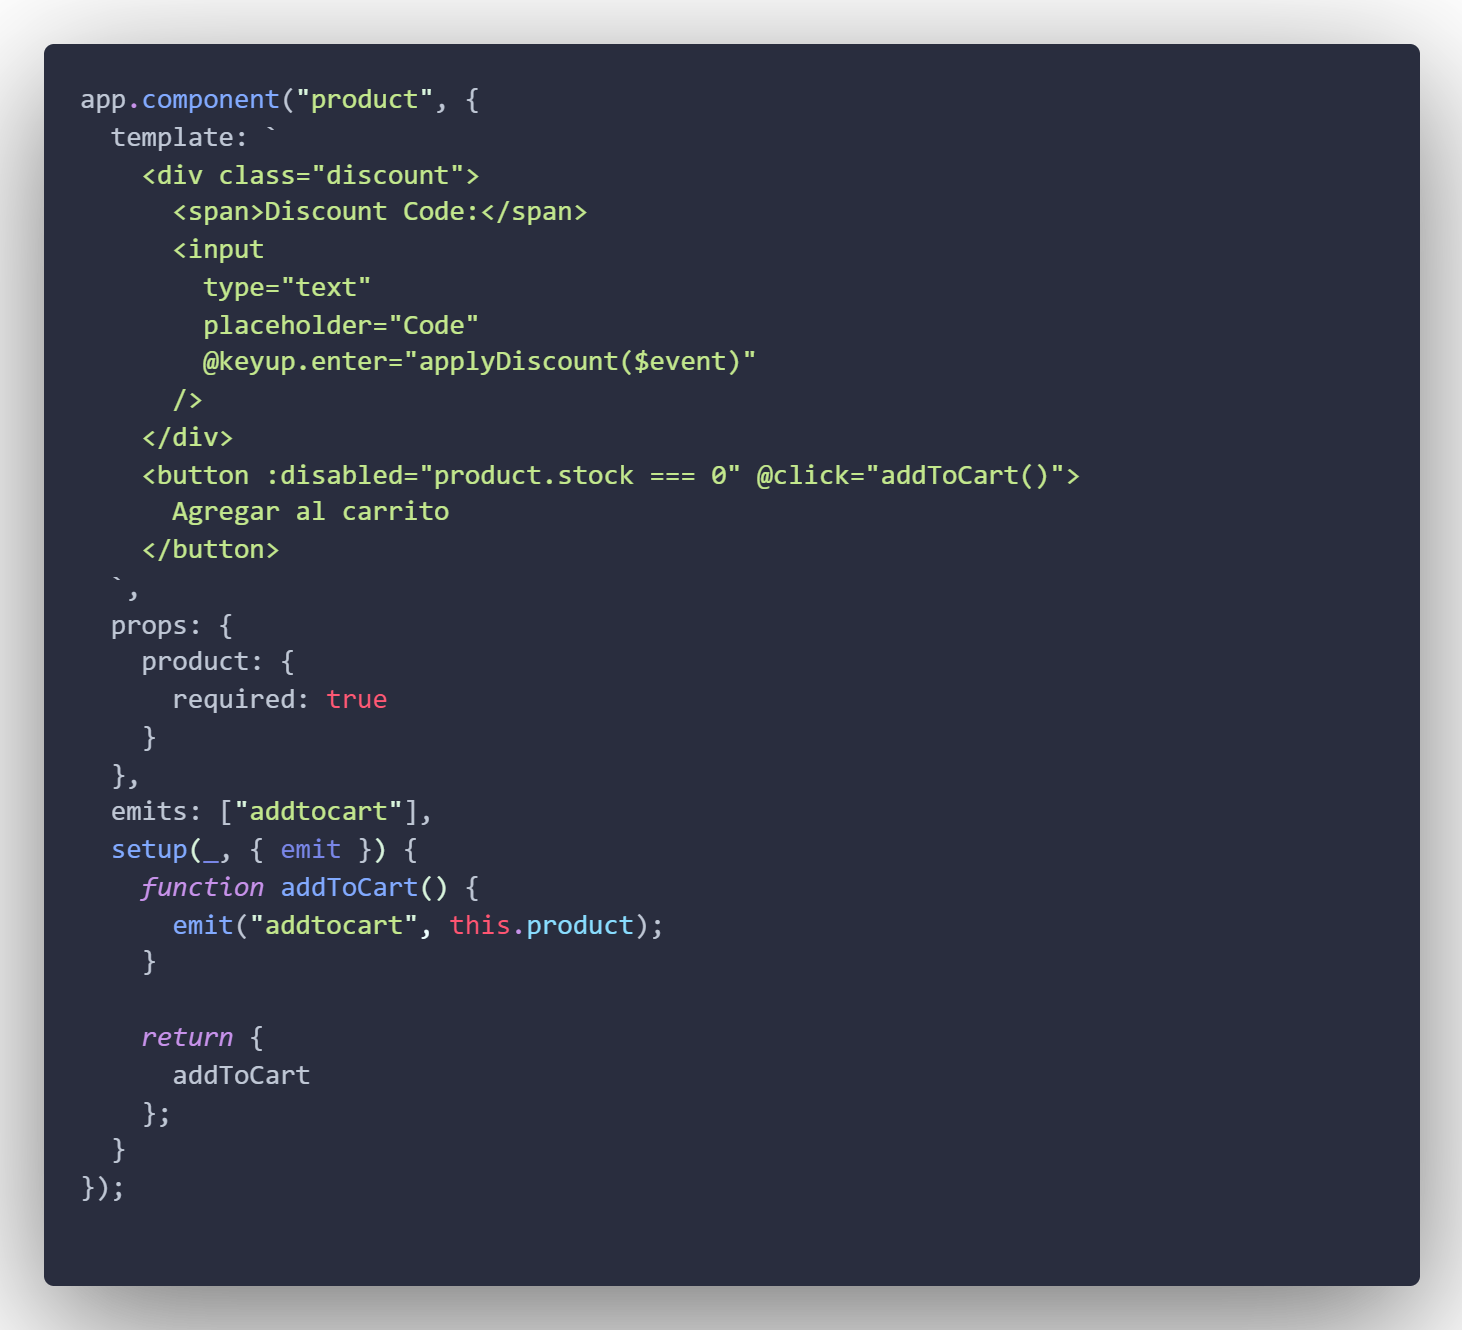 app.component("product", {
  template: `
    <div class="discount">
      <span>Discount Code:</span>
      <input
        type="text"
        placeholder="Code"
        @keyup.enter="applyDiscount($event)"
      />
    </div>
    <button :disabled="product.stock === 0" @click="addToCart()">
      Agregar al carrito
    </button>
  `,
  props: {
    product: {
      required: true
    }
  },
  emits: ["addtocart"],
  setup(_, { emit }) {
    function addToCart() {
      emit("addtocart", this.product);
    }

    return {
      addToCart
    };
  }
});